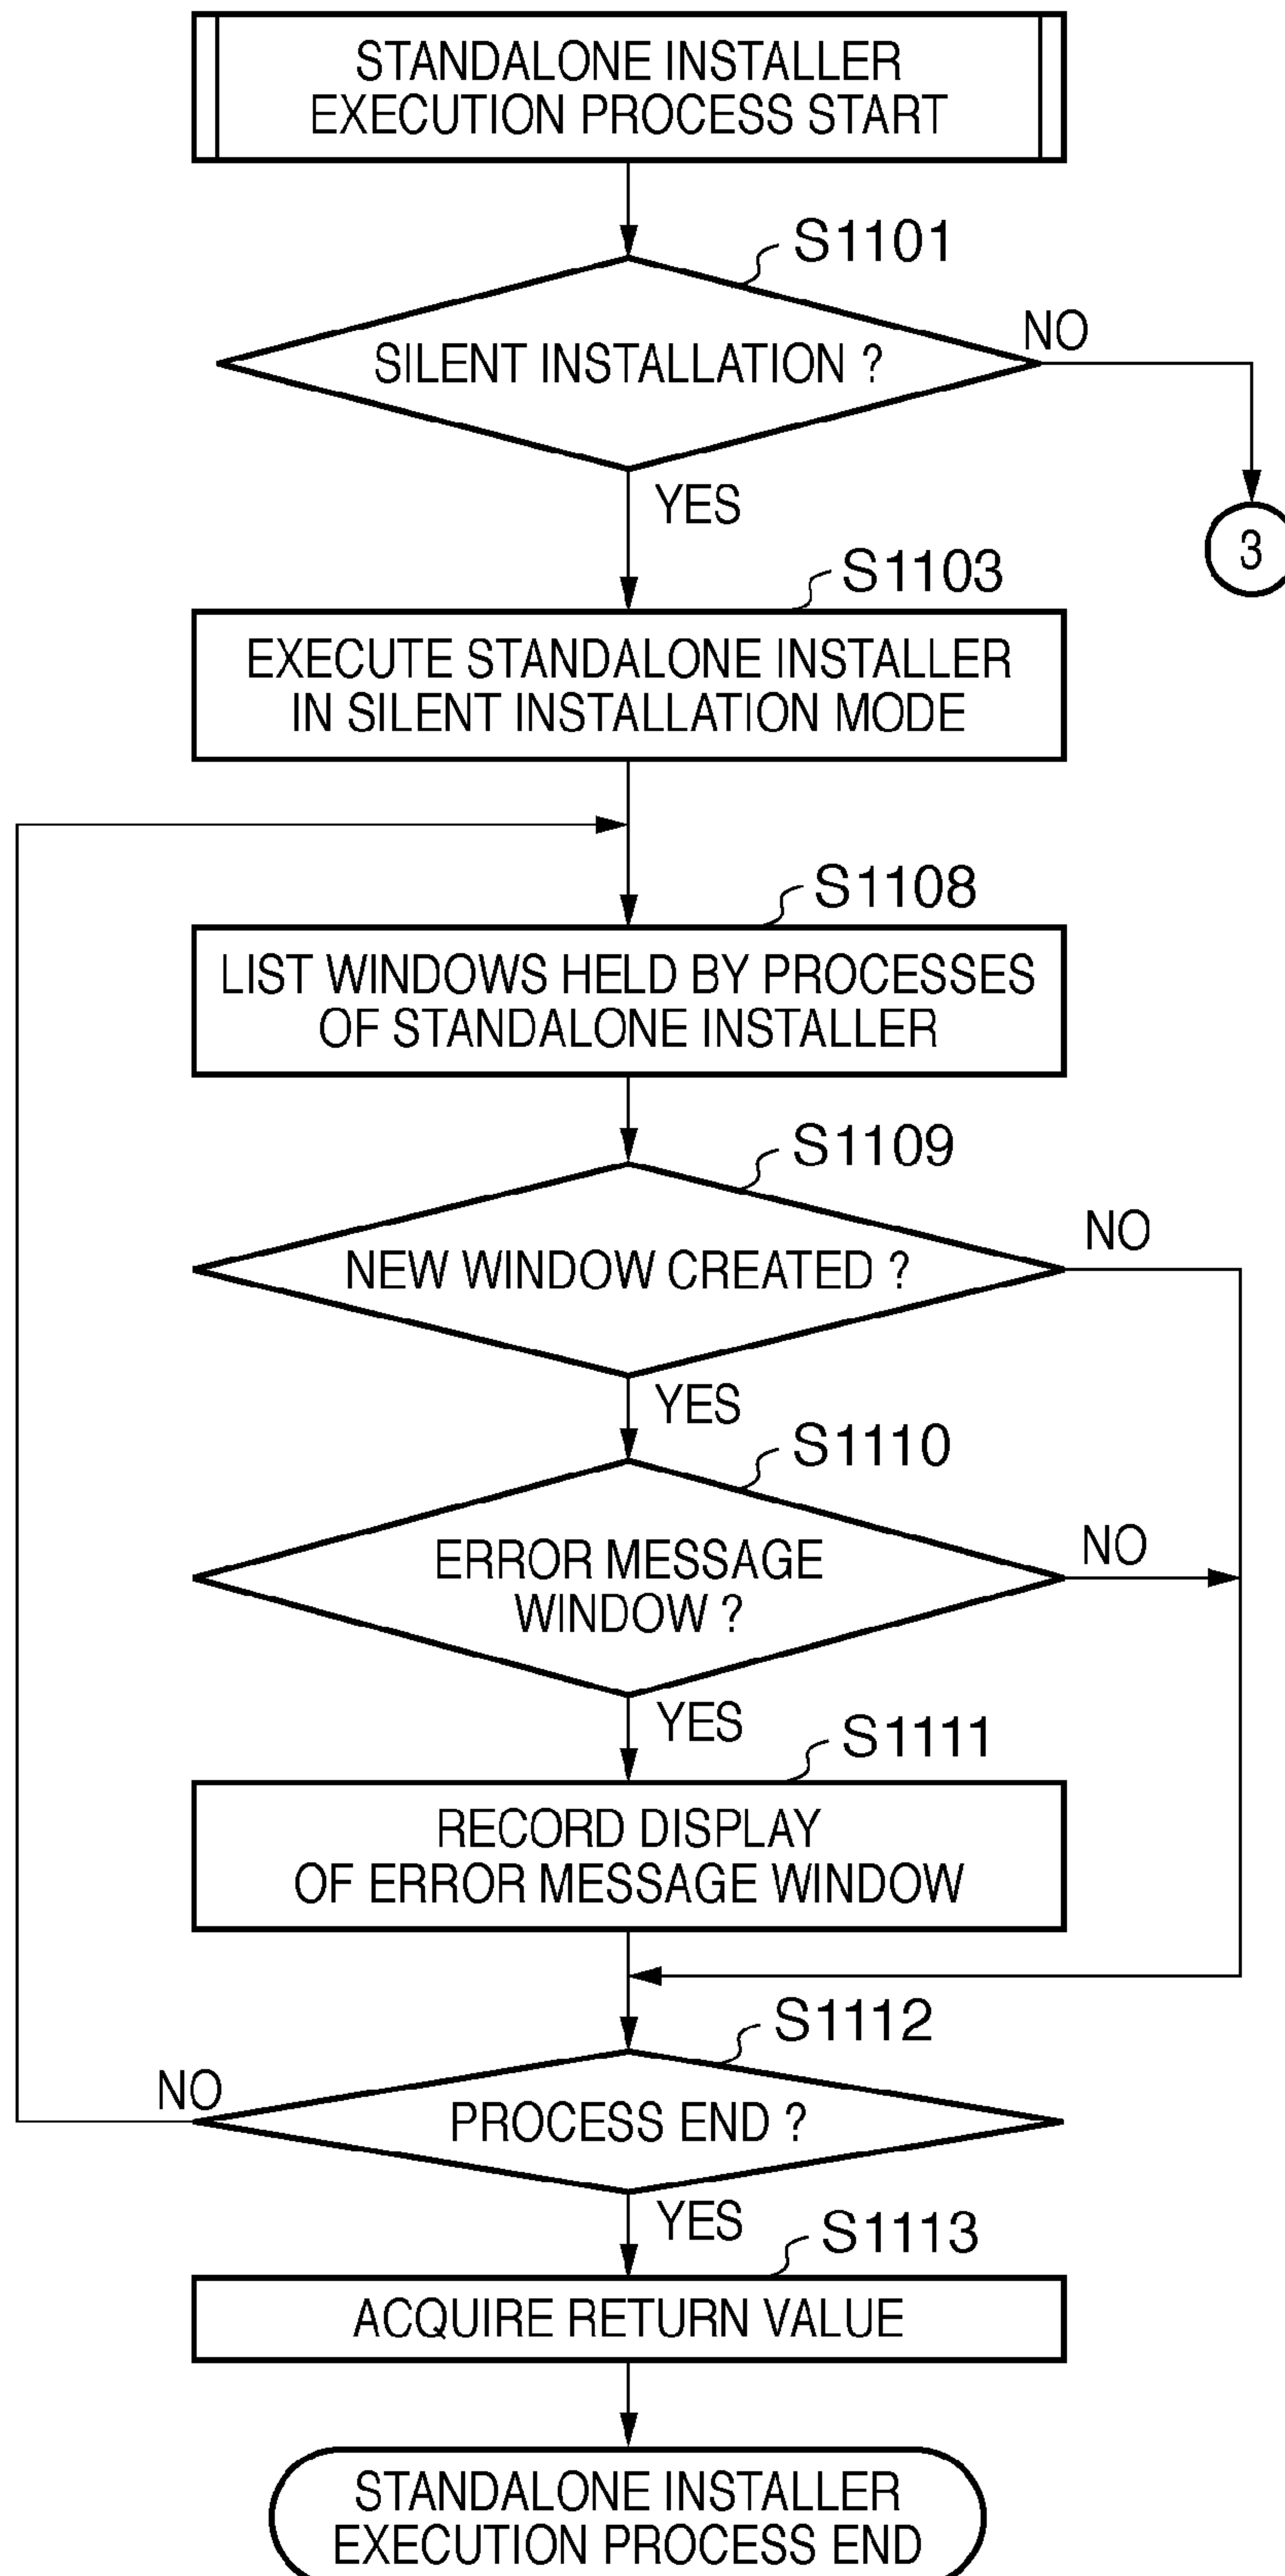 STANDALONE INSTALLER
EXECUTION PROCESS START
S1101
SILENT INSTALLATION ?
NO
YES
3
S1103
EXECUTE STANDALONE INSTALLER
IN SILENT INSTALLATION MODE
S1108
LIST WINDOWS HELD BY PROCESSES
OF STANDALONE INSTALLER
S1109
NEW WINDOW CREATED ?
NO
YES
S1110
ERROR MESSAGE
WINDOW ?
NO
YES
S1111
RECORD DISPLAY
OF ERROR MESSAGE WINDOW
S1112
NO
PROCESS END ?
YES
S1113
ACQUIRE RETURN VALUE
STANDALONE INSTALLER
EXECUTION PROCESS END